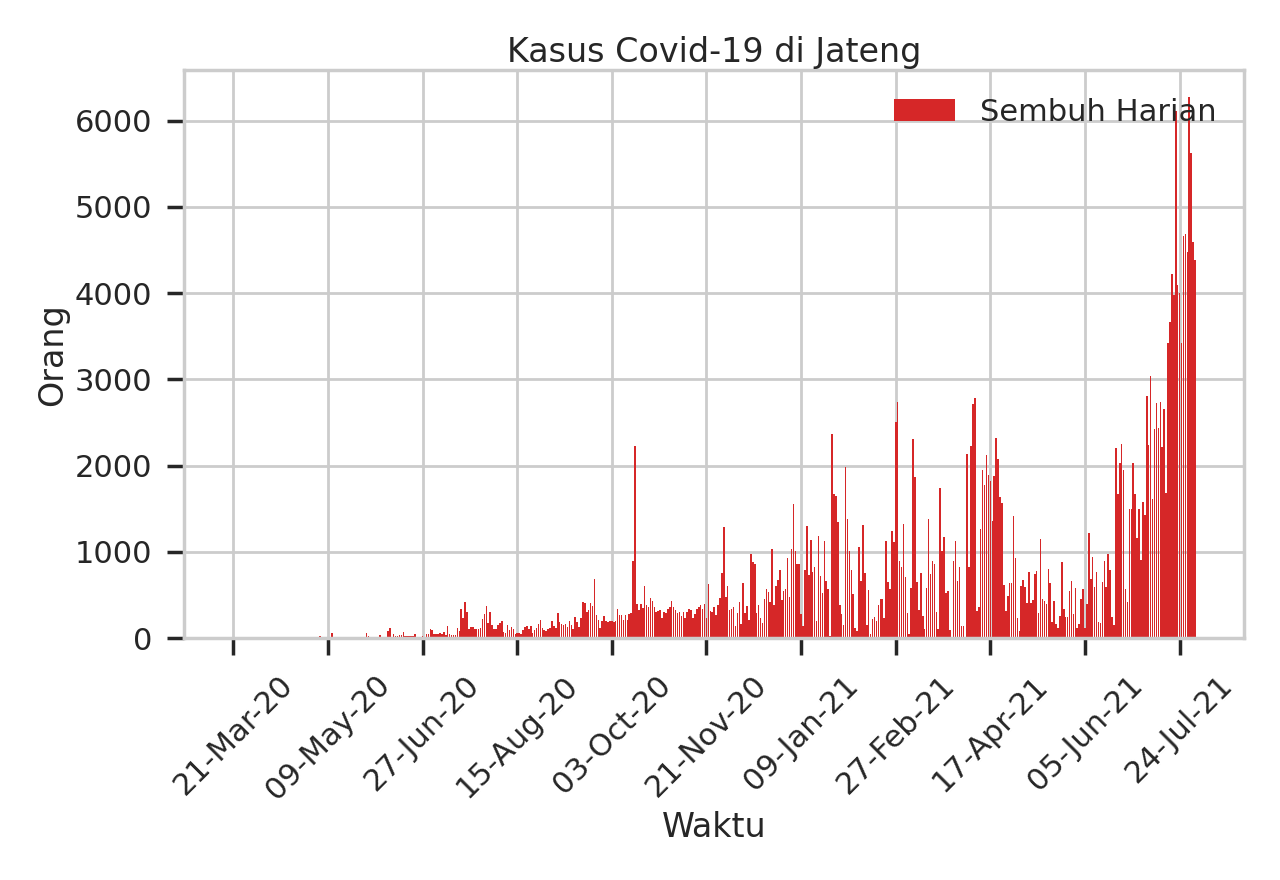 Kasus Covid-19 di Jateng
Sembuh Harian
6000
5000
4000
3000
2000
1000
0
Orang
21-Mar-20
09-May-20
27-Jun-20
15-Aug-20
03-Oct-20
21-Nov-20
09-Jan-21
27-Feb-21
17-Apr-21
05-Jun-21
24-Jul-21
Waktu